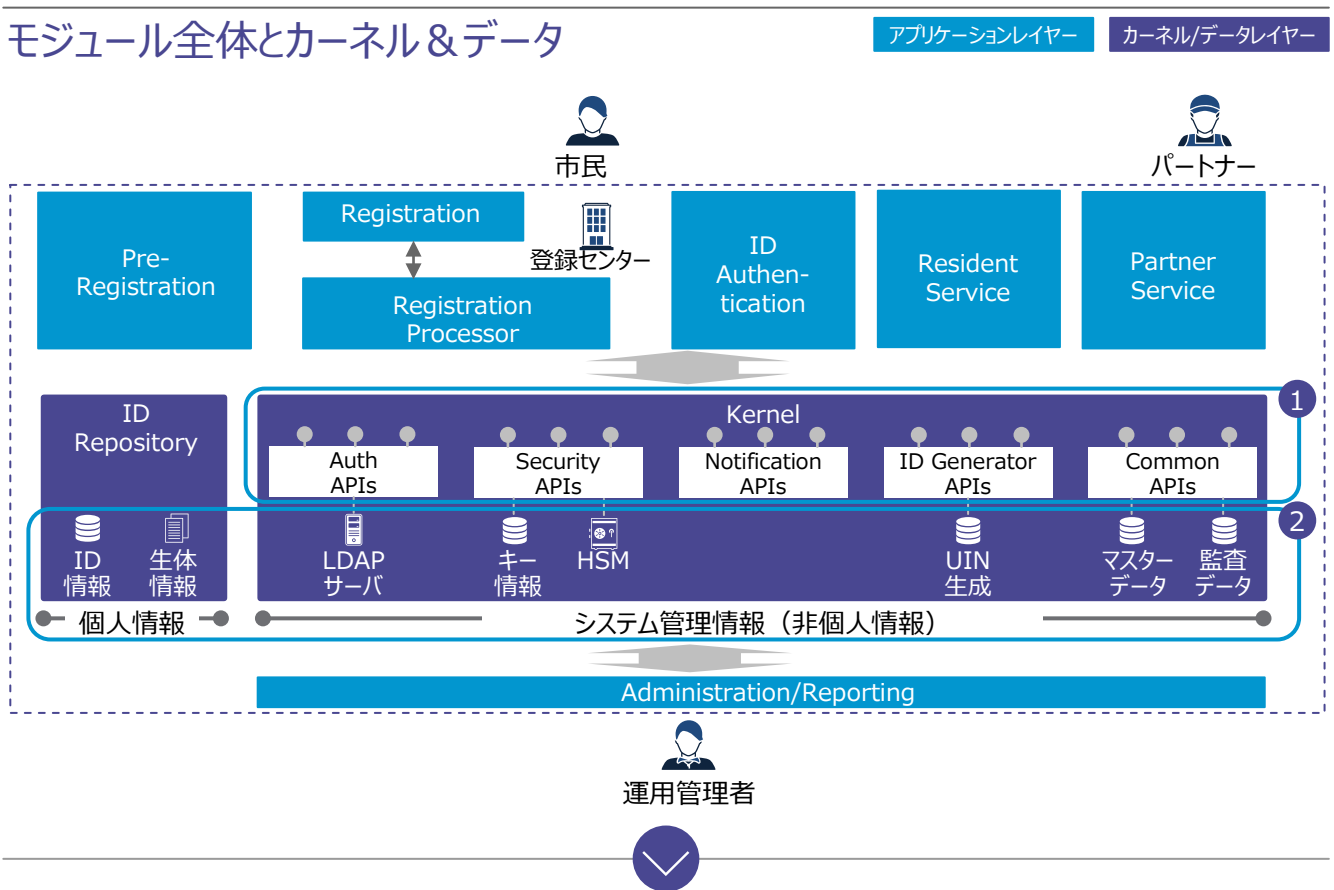 モジュール全体とカーネル＆データ
アプリケーションレイヤー
カーネル/データレイヤー
市民
パートナー
Pre-
Registration
Registration
登録センター
Registration
Processor
ID
Authen-
tication
Resident
Service
Partner
Service
ID
Repository
Kernel
1
Auth
APIs
Security
APIs
Notification
APIs
ID Generator
APIs
Common
APIs
2
ID
情報
生体
情報
LDAP
サーバ
キー
情報
HSM
UIN
生成
マスター
データ
監査
データ
個人情報
システム管理情報（非個人情報）
Administration/Reporting
運用管理者